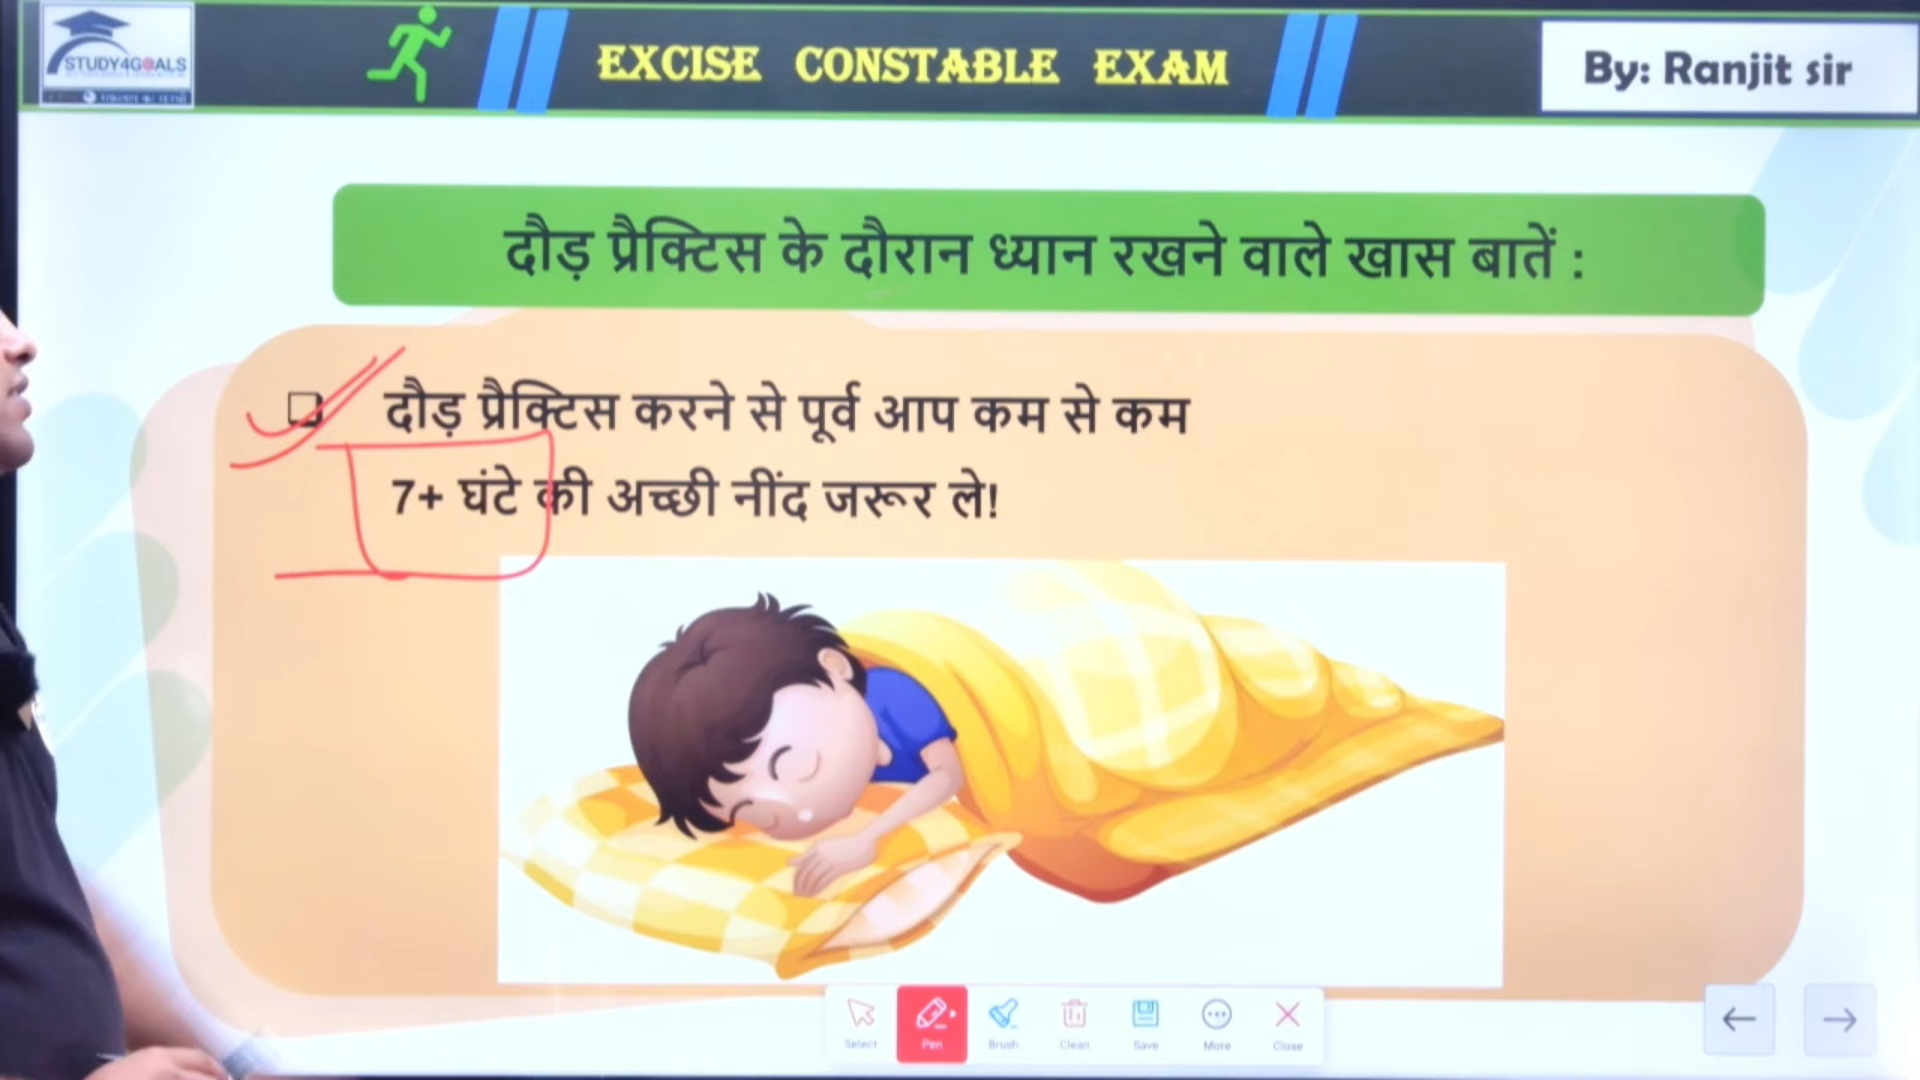 STUDY4GOALS
EXCISE CONSTABLE EXAM
By: Ranjit sir
दौड़ प्रैक्टिस के दौरान ध्यान रखने वाले खास बातें :
दौड़ प्रैक्टिस करने से पूर्व आप कम से कम
7+ घंटे की अच्छी नींद जरूर ले!
Select Pen Brush Clean Save More Close